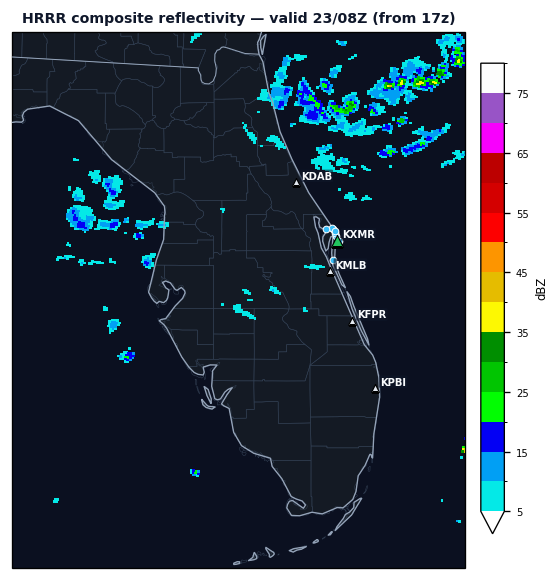 HRRR composite reflectivity — valid 23/08Z (from 17z)
KDAB
KXMR
KMLB
KFPR
KPBI
75
65
55
45
35
25
15
5
dBZ